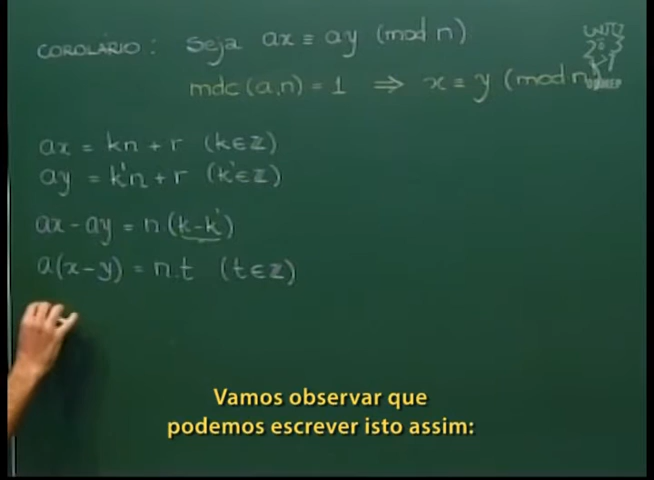 COROLÁRIO: Seja ax ≡ ay (mod n)
mdc(a,n) = 1 ⇒ x ≡ y (mod n)
ax = kn + r (k∈ℤ)
ay = k'n + r (k'∈ℤ)
ax - ay = n(k-k')
a(x-y) = n.t (t∈ℤ)
Vamos observar que
podemos escrever isto assim: